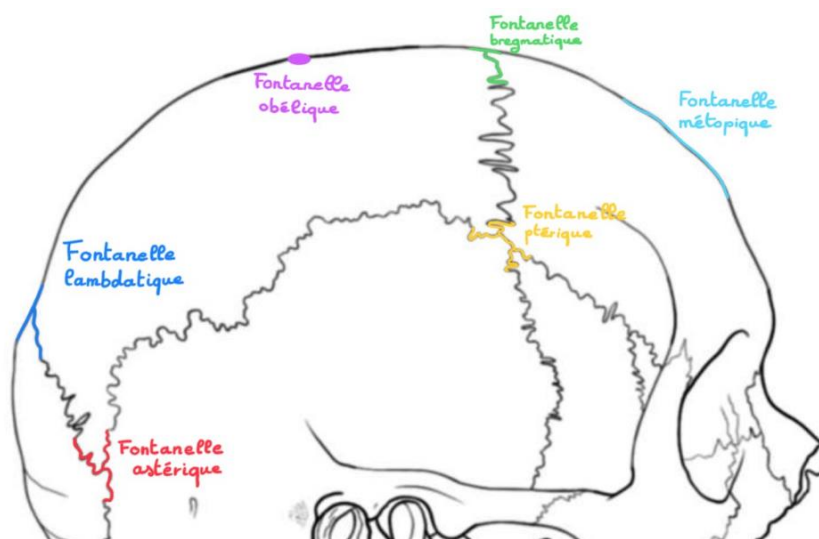 Fontanelle
bregmatique
Fontanelle
obélique
Fontanelle
métopique
Fontanelle
ptérique
Fontanelle
lambdatique
Fontanelle
astérique